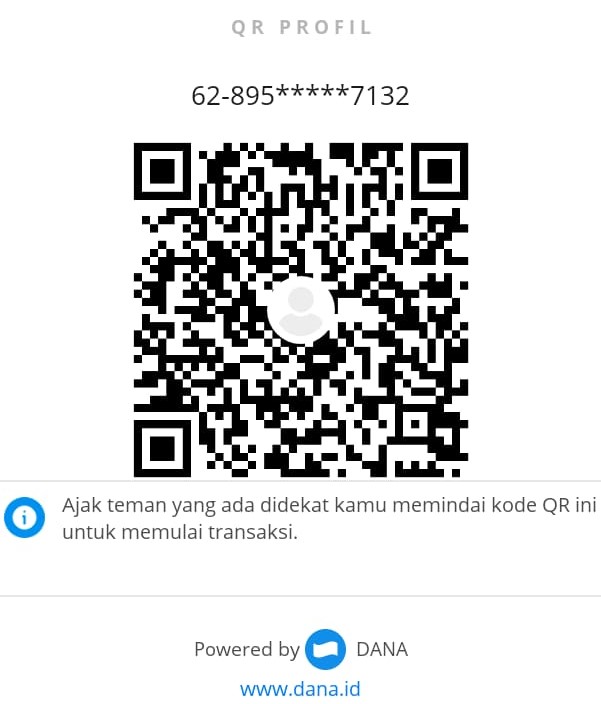 QR PROFIL
62-895*****7132
Ajak teman yang ada didekat kamu memindai kode QR ini
untuk memulai transaksi.
Powered by DANA
www.dana.id